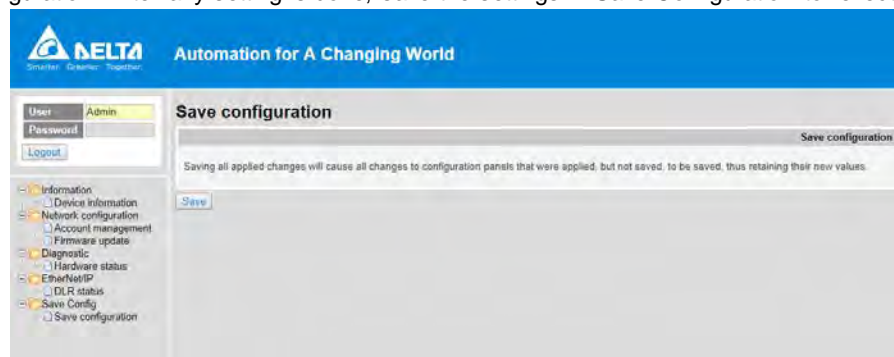 DELTA
Smarter. Greener. Together.
Automation for A Changing World
User Admin
Password
Logout
Save configuration
Save configuration
Saving all applied changes will cause all changes to configuration panels that were applied, but not saved, to be saved, thus retaining their new values.
Save
Information
Device information
Network configuration
Account management
Firmware update
Diagnostic
Hardware status
EtherNet/IP
DLR status
Save Config
Save configuration